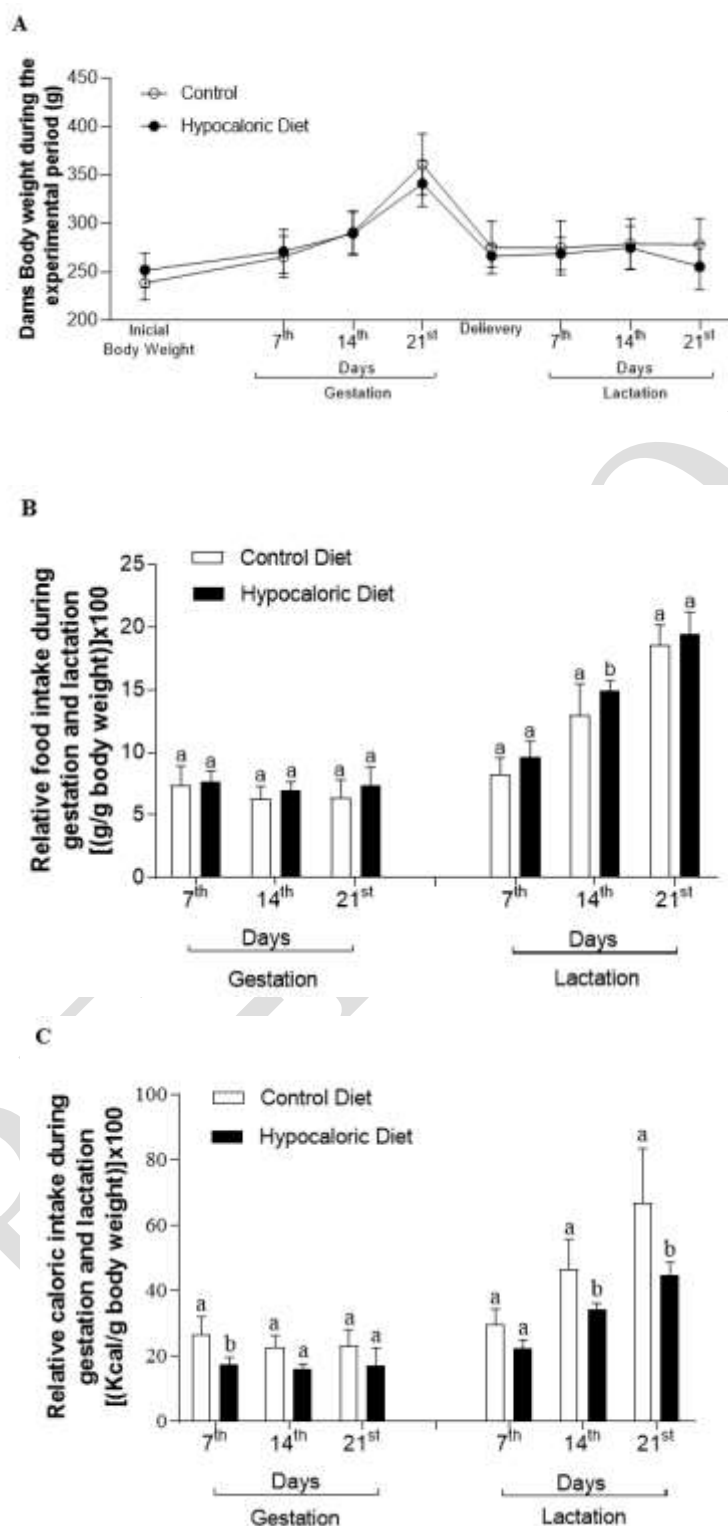 A
Dams Body weight during the
experimental period (g)
450
400
350
300
250
200
Control
Hypocaloric Diet
Inicial
Body Weight
7th
14th
21st
Delievery
7th
14th
21st
Days
Gestation
Days
Lactation
B
Relative food intake during
gestation and lactation
[(g/g body weight)]x100
25
20
15
10
5
0
Control Diet
Hypocaloric Diet
a a a a a a a a a b a a
7th 14th 21st 7th 14th 21st
Days Days
Gestation Lactation
C
Relative caloric intake during
gestation and lactation
[(Kcal/g body weight)]x100
100
80
60
40
20
0
Control Diet
Hypocaloric Diet
a b a a a a a a a b a b
7th 14th 21st 7th 14th 21st
Days Days
Gestation Lactation